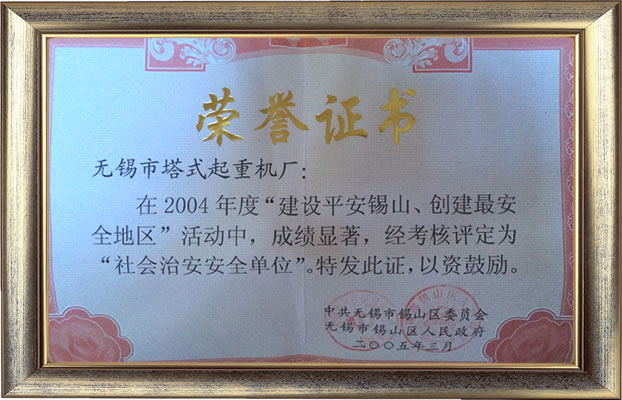 荣誉证书
无锡市塔式起重机厂：
在2004年度“建设平安锡山、创建最安
全地区”活动中，成绩显著，经考核评定为
“社会治安安全单位”。特发此证，以资鼓励。
中共无锡市锡山区委员会
无锡市锡山区人民政府
二〇〇五年三月